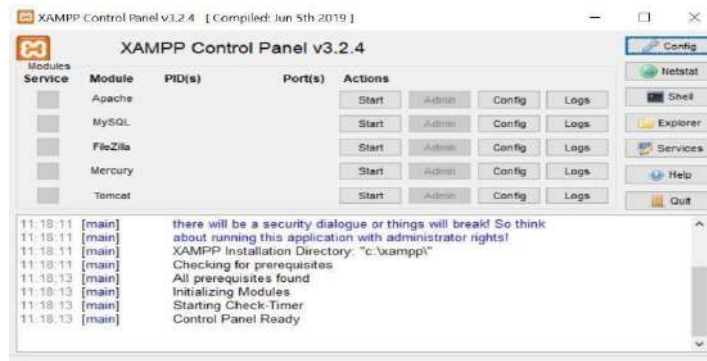 XAMPP Control Panel v3.2.4 [ Compiled: Jun 5th 2019 ]
XAMPP Control Panel v3.2.4
Config
Modules
Service Module PID(s) Port(s) Actions
Netstat
Apache Start Admin Config Logs
Shell
MySQL Start Admin Config Logs
Explorer
FileZilla Start Admin Config Logs
Services
Mercury Start Admin Config Logs
Help
Tomcat Start Admin Config Logs
Quit
11:18:11 [main] there will be a security dialogue or things will break! So think
11:18:11 [main] about running this application with administrator rights!
11:18:11 [main] XAMPP Installation Directory: "c:\xampp\"
11:18:11 [main] Checking for prerequisites
11:18:13 [main] All prerequisites found
11:18:13 [main] Initializing Modules
11:18:13 [main] Starting Check-Timer
11:18:13 [main] Control Panel Ready